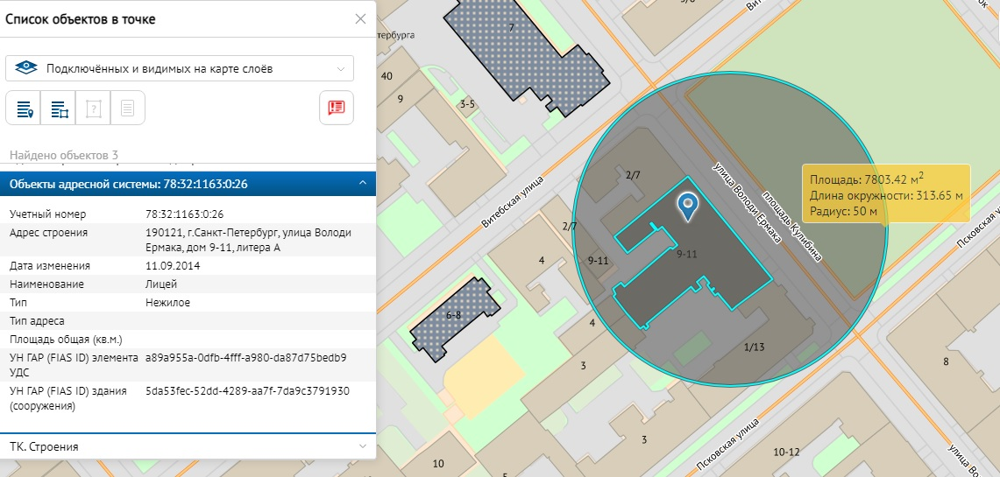 Список объектов в точке
Подключённых и видимых на карте слоёв
Найдено объектов 3
Объекты адресной системы: 78:32:1163:0:26
Учетный номер 78:32:1163:0:26
Адрес строения 190121, г.Санкт-Петербург, улица Володи
Ермака, дом 9-11, литера А
Дата изменения 11.09.2014
Наименование Лицей
Тип Нежилое
Тип адреса
Площадь общая (кв.м.)
УН ГАР (FIAS ID) элемента a89a955a-0dfb-4fff-a980-da87d75bedb9
УДС
УН ГАР (FIAS ID) здания 5da53fec-52dd-4289-aa7f-7da9c3791930
(сооружения)
ТК. Строения
тербурга
7
40
9
3-5
2/7
2/7
Витебская улица
4
9-11
9-11
6-8
4
3
1/13
3
10
10-12
8
улица Володи Ермака
площадь Кулибина
Псковская улица
Псковская ул
улица Во
Площадь: 7803.42 м2
Длина окружности: 313.65 м
Радиус: 50 м